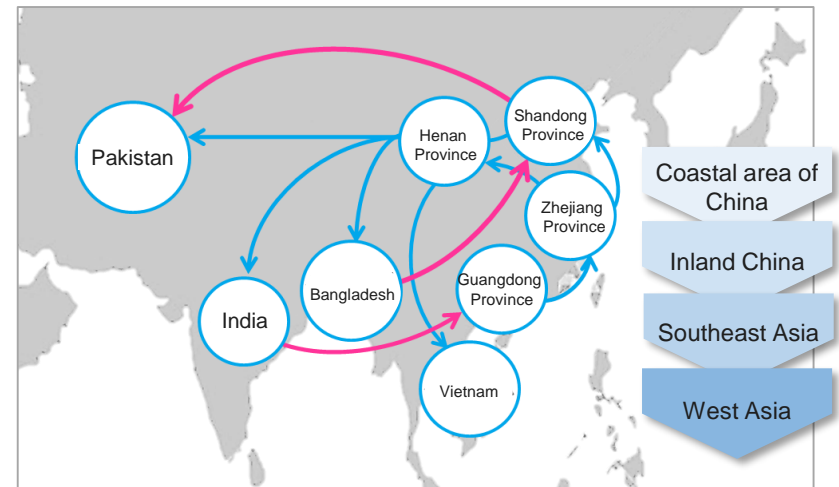 Pakistan
Henan
Province
Shandong
Province
Zhejiang
Province
Bangladesh
Guangdong
Province
India
Vietnam
Coastal area of
China
Inland China
Southeast Asia
West Asia